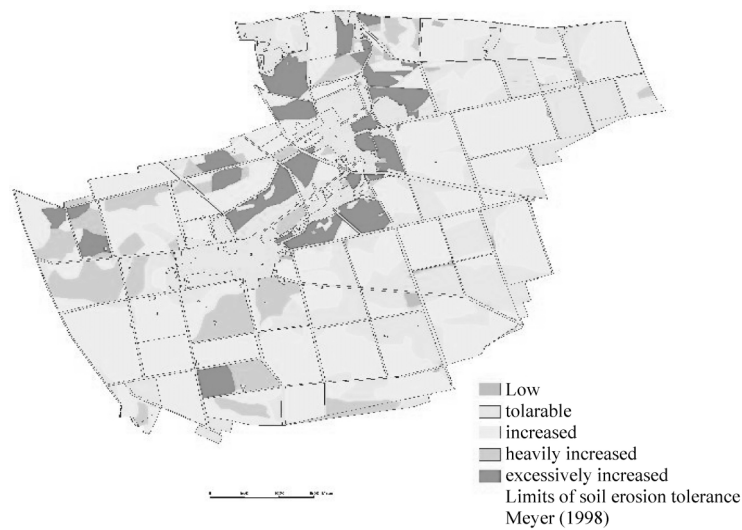 Low
tolarable
increased
heavily increased
excessively increased
Limits of soil erosion tolerance
Meyer (1998)